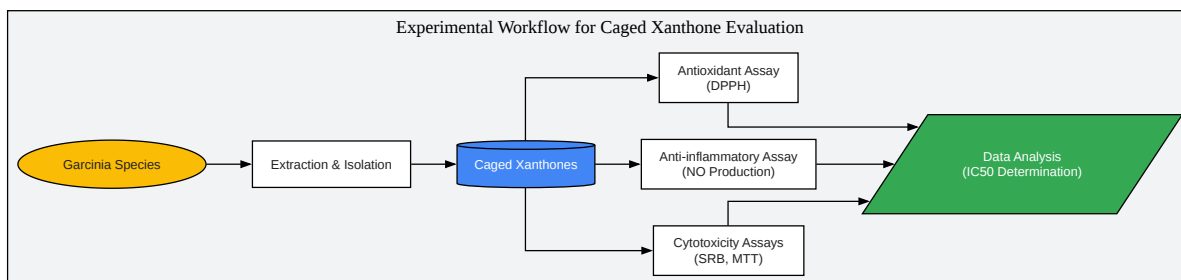 Experimental Workflow for Caged Xanthone Evaluation
Garcinia Species
Extraction & Isolation
Caged Xanthones
Antioxidant Assay
(DPPH)
Anti-inflammatory Assay
(NO Production)
Cytotoxicity Assays
(SRB, MTT)
Data Analysis
(IC50 Determination)